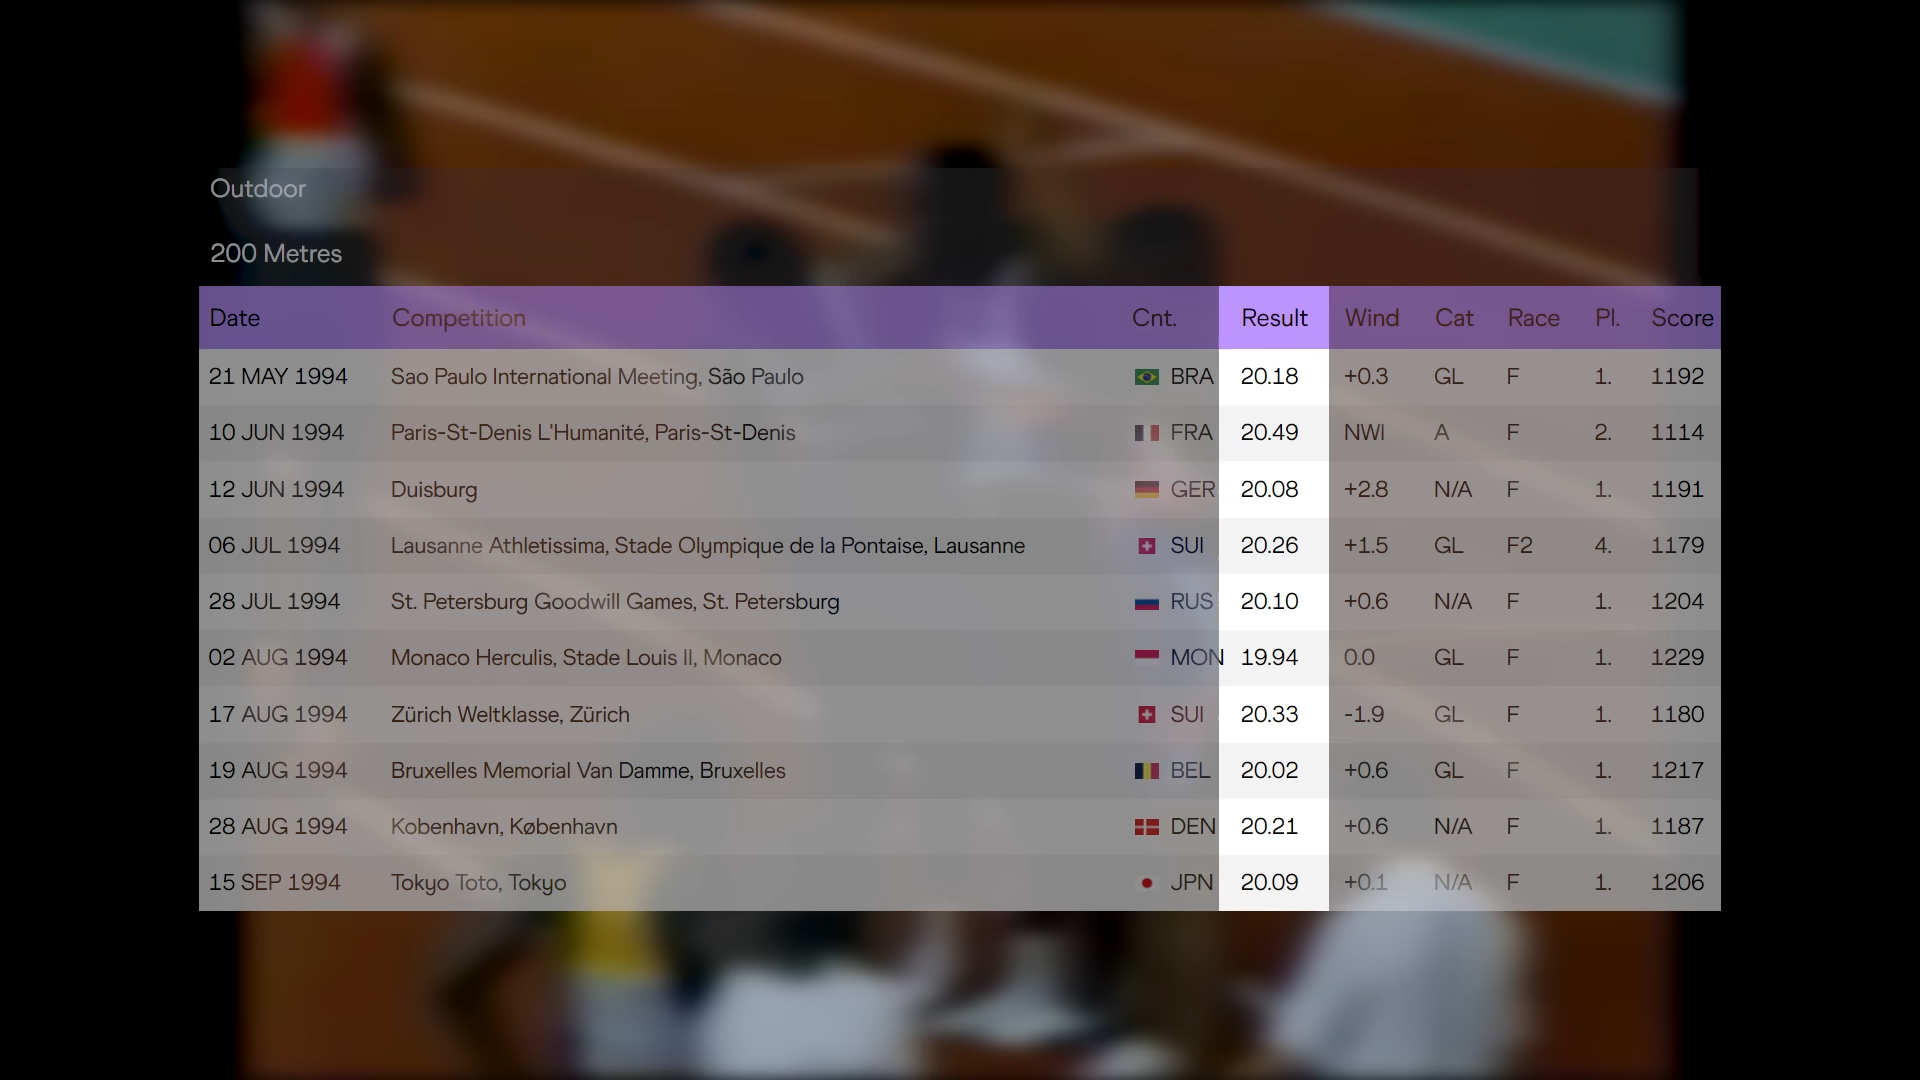 Outdoor
200 Metres
Date Competition Cnt. Result Wind Cat Race Pl. Score
21 MAY 1994 Sao Paulo International Meeting, São Paulo BRA 20.18 +0.3 GL F 1. 1192
10 JUN 1994 Paris-St-Denis L'Humanité, Paris-St-Denis FRA 20.49 NWI A F 2. 1114
12 JUN 1994 Duisburg GER 20.08 +2.8 N/A F 1. 1191
06 JUL 1994 Lausanne Athletissima, Stade Olympique de la Pontaise, Lausanne SUI 20.26 +1.5 GL F2 4. 1179
28 JUL 1994 St. Petersburg Goodwill Games, St. Petersburg RUS 20.10 +0.6 N/A F 1. 1204
02 AUG 1994 Monaco Herculis, Stade Louis II, Monaco MON 19.94 0.0 GL F 1. 1229
17 AUG 1994 Zürich Weltklasse, Zürich SUI 20.33 -1.9 GL F 1. 1180
19 AUG 1994 Bruxelles Memorial Van Damme, Bruxelles BEL 20.02 +0.6 GL F 1. 1217
28 AUG 1994 Kobenhavn, København DEN 20.21 +0.6 N/A F 1. 1187
15 SEP 1994 Tokyo Toto, Tokyo JPN 20.09 +0.1 N/A F 1. 1206